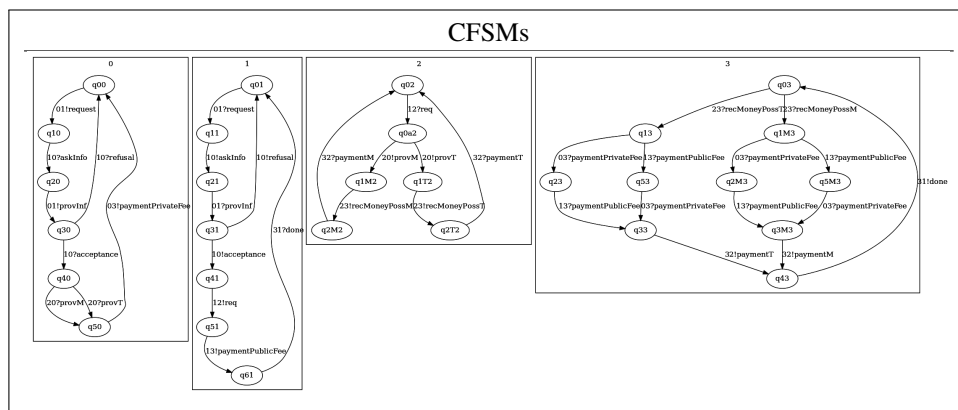 CFSMs
0
q00
01!request
q10
10?askInfo
10?refusal
q20
01!provInf
03!paymentPrivateFee
q30
10?acceptance
q40
20?provM
20?provT
q50
1
q01
01?request
q11
10!askInfo
10!refusal
q21
01?provInf
31?done
q31
10!acceptance
q41
12!req
q51
13!paymentPublicFee
q61
2
q02
12?req
q0a2
32?paymentM
20!provM
20!provT
32?paymentT
q1M2
q1T2
23!recMoneyPossM
23!recMoneyPossT
q2M2
q2T2
3
q03
23?recMoneyPossT
23?recMoneyPossM
q13
q1M3
03?paymentPrivateFee
13?paymentPublicFee
03?paymentPrivateFee
13?paymentPublicFee
q23
q53
q2M3
q5M3
31!done
13?paymentPublicFee
03?paymentPrivateFee
13?paymentPublicFee
03?paymentPrivateFee
q33
q3M3
32!paymentT
32!paymentM
q43